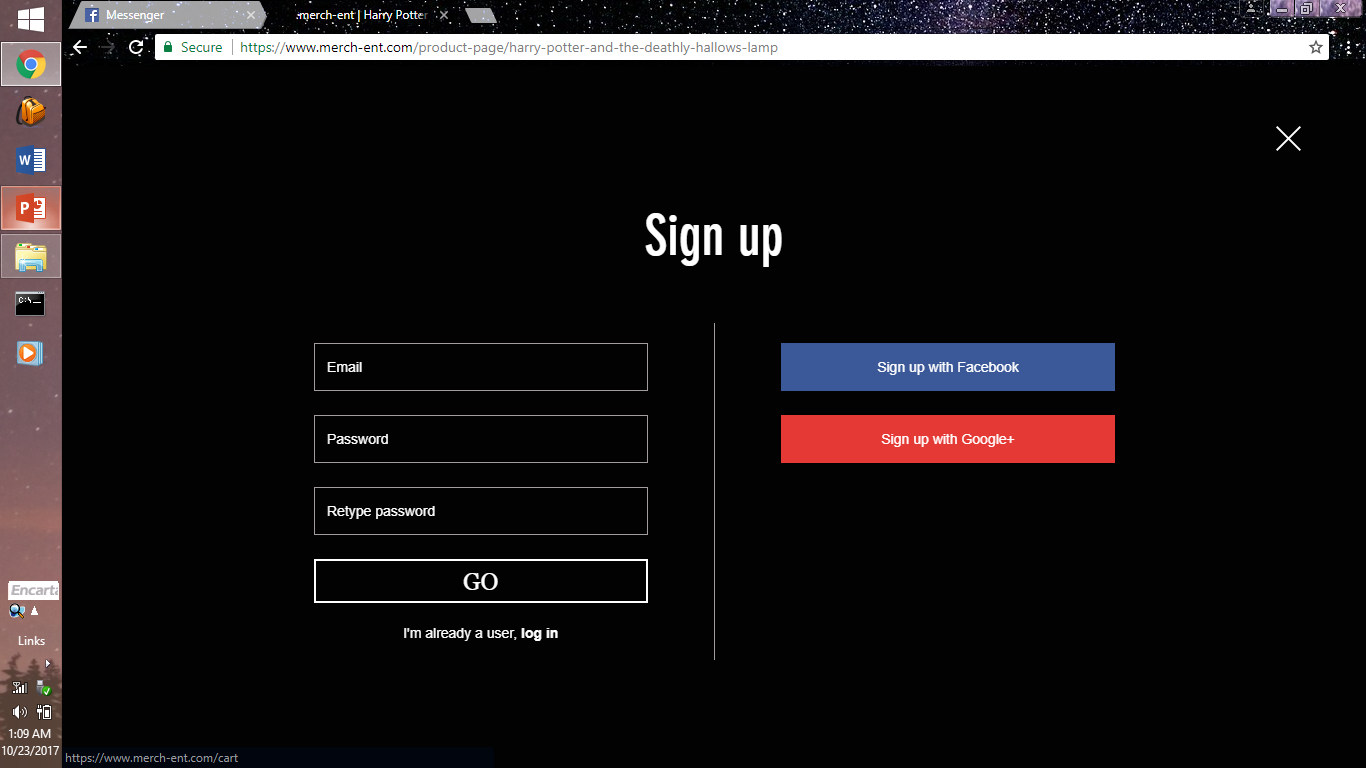 Messenger
merch-ent | Harry Potter
Secure
https://www.merch-ent.com/product-page/harry-potter-and-the-deathly-hallows-lamp
Sign up
Email
Password
Retype password
GO
I'm already a user, log in
Sign up with Facebook
Sign up with Google+
Encarta
Links
1:09 AM
10/23/2017
https://www.merch-ent.com/cart